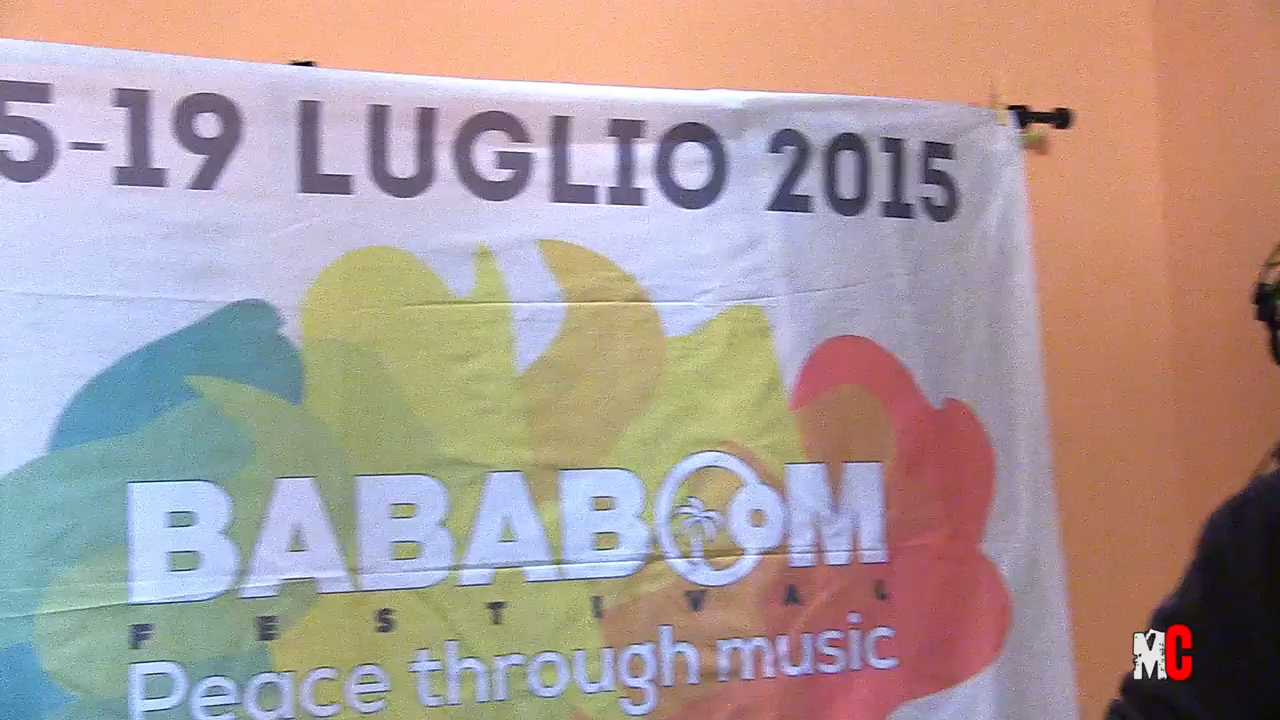 5-19 LUGLIO 2015
BABABOOM
FESTIVAL
Peace through music
MC